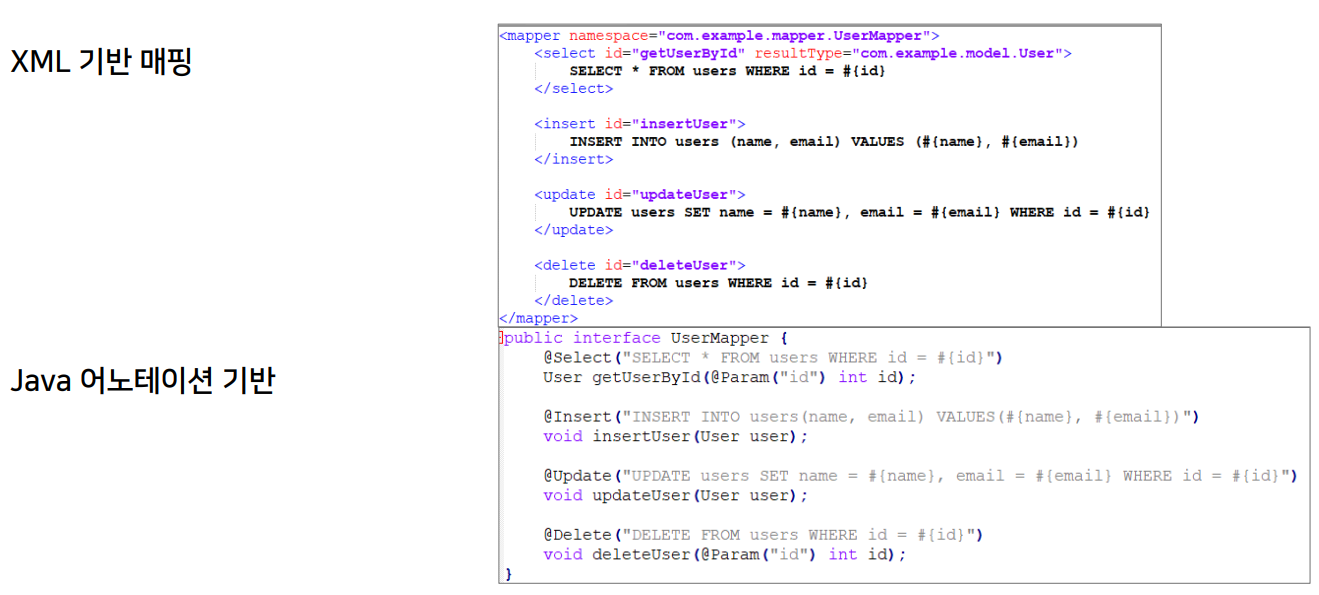 XML 기반 매핑
<mapper namespace="com.example.mapper.UserMapper">
    <select id="getUserById" resultType="com.example.model.User">
        SELECT * FROM users WHERE id = #{id}
    </select>

    <insert id="insertUser">
        INSERT INTO users (name, email) VALUES (#{name}, #{email})
    </insert>

    <update id="updateUser">
        UPDATE users SET name = #{name}, email = #{email} WHERE id = #{id}
    </update>

    <delete id="deleteUser">
        DELETE FROM users WHERE id = #{id}
    </delete>
</mapper>
Java 어노테이션 기반
public interface UserMapper {
    @Select("SELECT * FROM users WHERE id = #{id}")
    User getUserById(@Param("id") int id);

    @Insert("INSERT INTO users(name, email) VALUES(#{name}, #{email})")
    void insertUser(User user);

    @Update("UPDATE users SET name = #{name}, email = #{email} WHERE id = #{id}")
    void updateUser(User user);

    @Delete("DELETE FROM users WHERE id = #{id}")
    void deleteUser(@Param("id") int id);
}